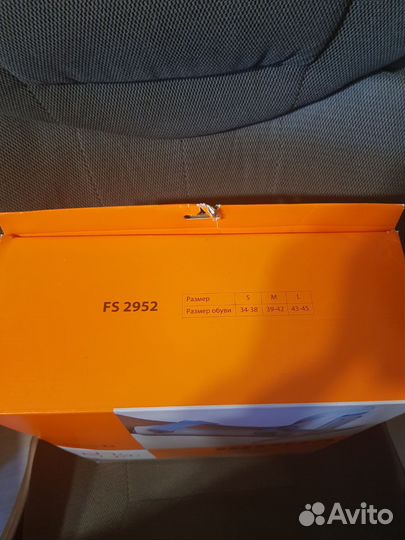 FS 2952
Размер S M L
Размер обуви 34-38 39-42 43-45
Avito